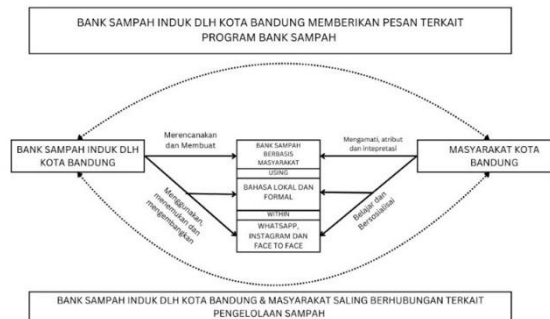 BANK SAMPAH INDUK DLH KOTA BANDUNG MEMBERIKAN PESAN TERKAIT
PROGRAM BANK SAMPAH
BANK SAMPAH INDUK DLH
KOTA BANDUNG
Merencanakan
dan Membuat
Menggunakan,
menemukan dan
mengembangkan
BANK SAMPAH
BERBASIS
MASYARAKAT
USING
BAHASA LOKAL DAN
FORMAL
WITHIN
WHATSAPP,
INSTAGRAM DAN
FACE TO FACE
Mengamati, atribut
dan intepretasi
Belajar dan
Bersosialisai
MASYARAKAT KOTA
BANDUNG
BANK SAMPAH INDUK DLH KOTA BANDUNG & MASYARAKAT SALING BERHUBUNGAN TERKAIT
PENGELOLAAN SAMPAH